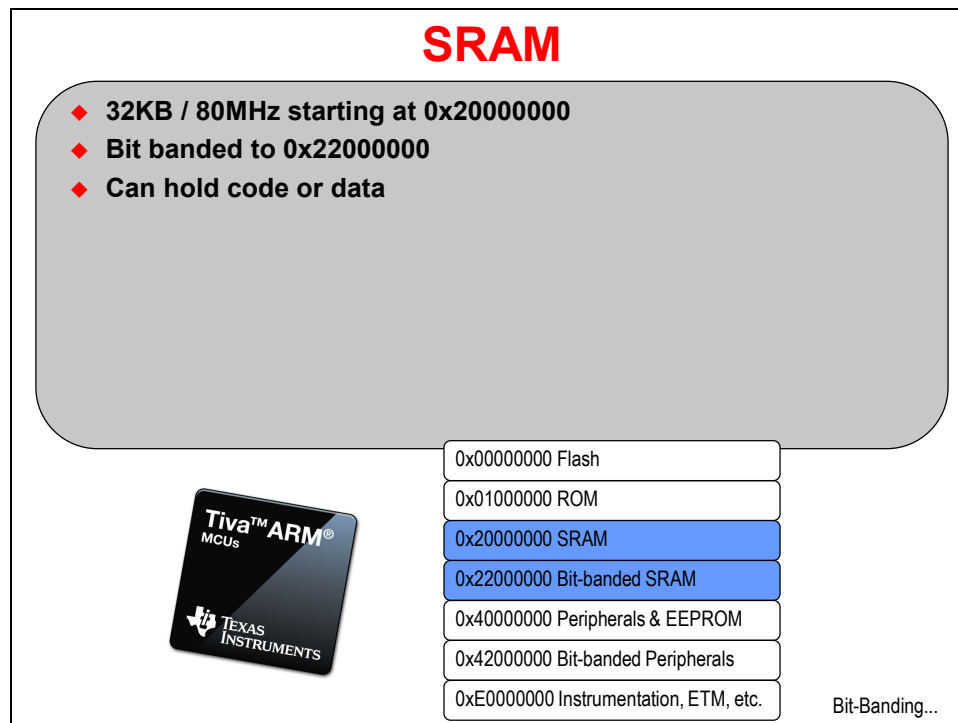 SRAM
◆ 32KB / 80MHz starting at 0x20000000
◆ Bit banded to 0x22000000
◆ Can hold code or data
0x00000000 Flash
0x01000000 ROM
0x20000000 SRAM
0x22000000 Bit-banded SRAM
0x40000000 Peripherals & EEPROM
0x42000000 Bit-banded Peripherals
0xE0000000 Instrumentation, ETM, etc.
Tiva™ ARM®
MCUs
TEXAS
INSTRUMENTS
Bit-Banding...